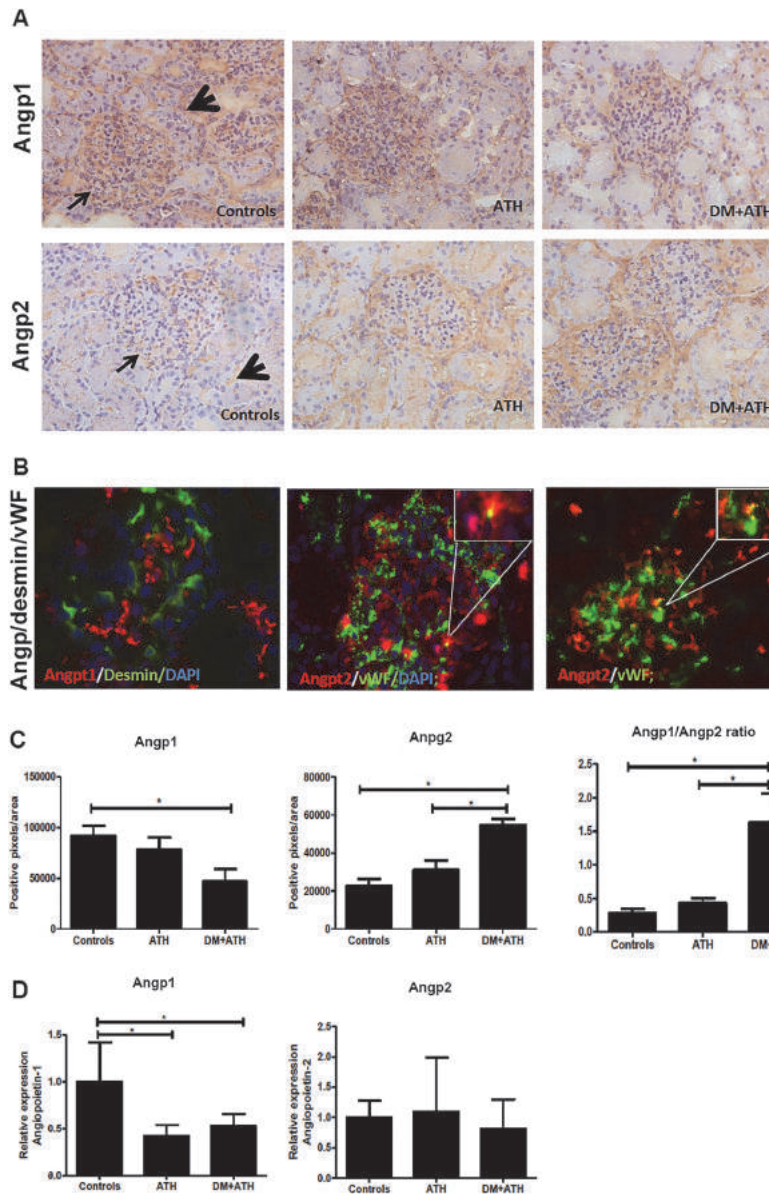 A
Angp1
Controls
ATH
DM+ATH
Angp2
Controls
ATH
DM+ATH
B
Angp/desmin/vWF
Angpt1/Desmin/DAPI
Angpt2/vWF/DAPI;
Angpt2/vWF;
C
Angp1
Positive pixels/area
150000
100000
50000
0
*
Controls
ATH
DM+ATH
Anpg2
Positive pixels/area
80000
60000
40000
20000
0
*
*
Controls
ATH
DM+ATH
Angp1/Angp2 ratio
2.5
2.0
1.5
1.0
0.5
0.0
*
*
Controls
ATH
D
Angp1
Relative expression
Angiopoietin-1
1.5
1.0
0.5
0.0
*
*
Controls
ATH
DM+ATH
Angp2
Relative expression
Angiopoietin-2
2.5
2.0
1.5
1.0
0.5
0.0
Controls
ATH
DM+ATH